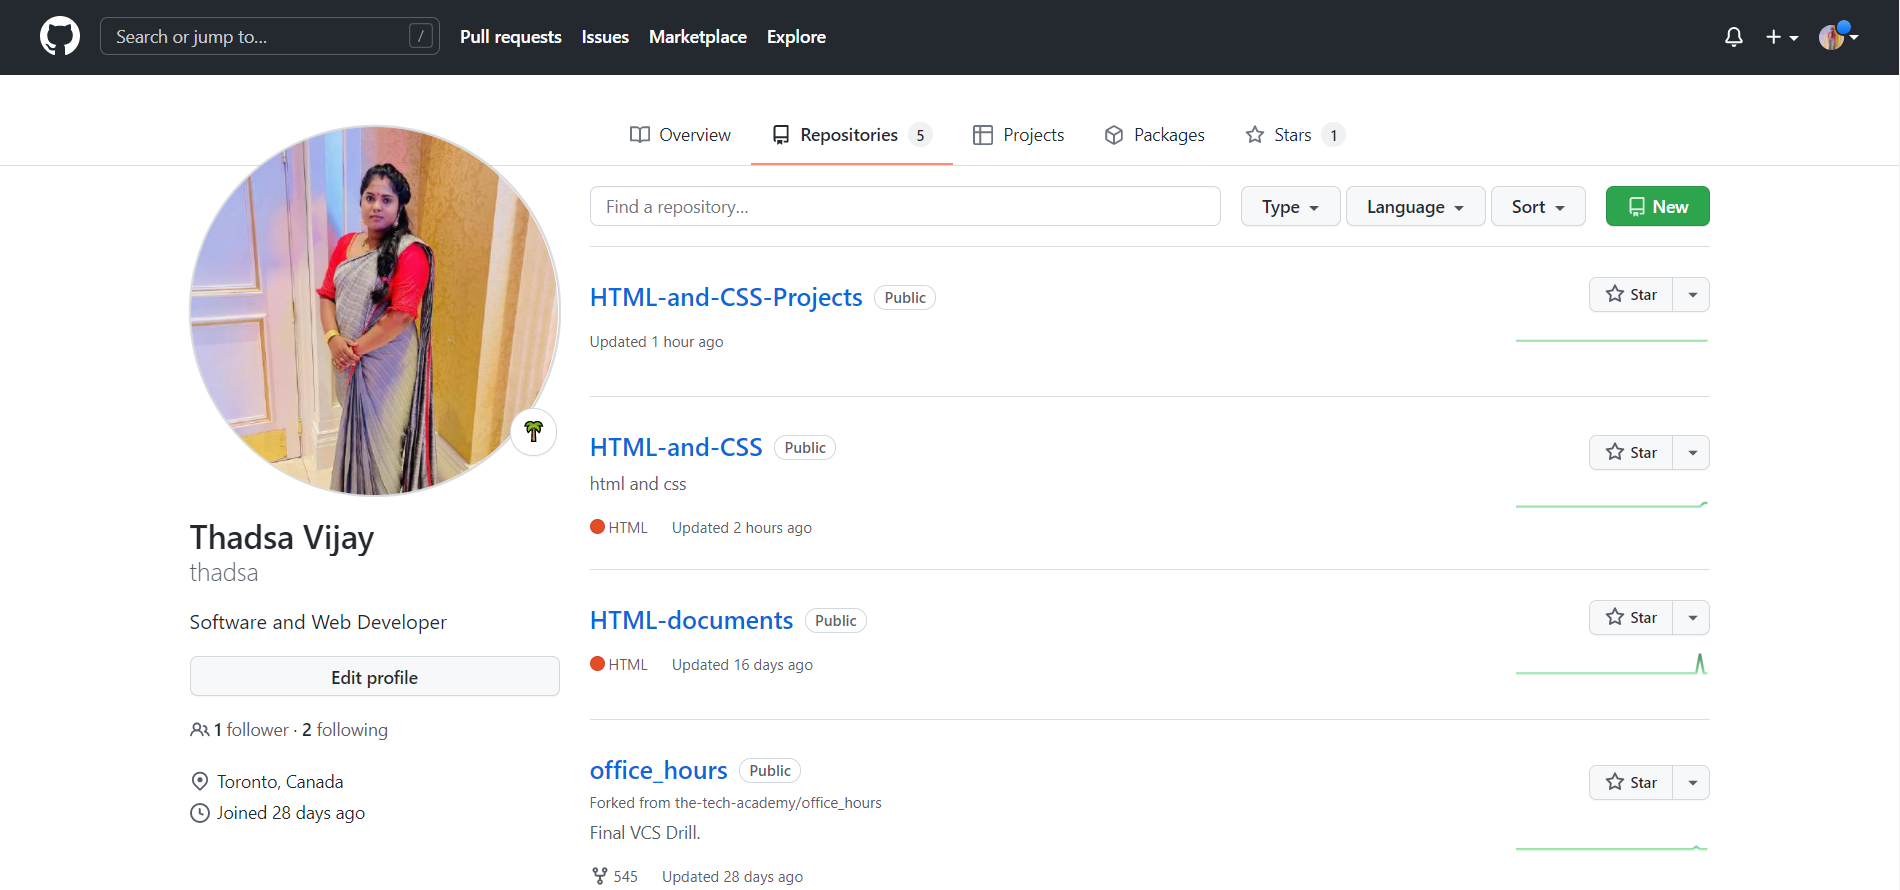 Search or jump to... /
Pull requests Issues Marketplace Explore
Overview Repositories 5 Projects Packages Stars 1
Find a repository... Type Language Sort New
HTML-and-CSS-Projects Public Star
Updated 1 hour ago
HTML-and-CSS Public Star
html and css
HTML Updated 2 hours ago
HTML-documents Public Star
HTML Updated 16 days ago
office_hours Public Star
Forked from the-tech-academy/office_hours
Final VCS Drill.
545 Updated 28 days ago
Thadsa Vijay
thadsa
Software and Web Developer
Edit profile
1 follower · 2 following
Toronto, Canada
Joined 28 days ago